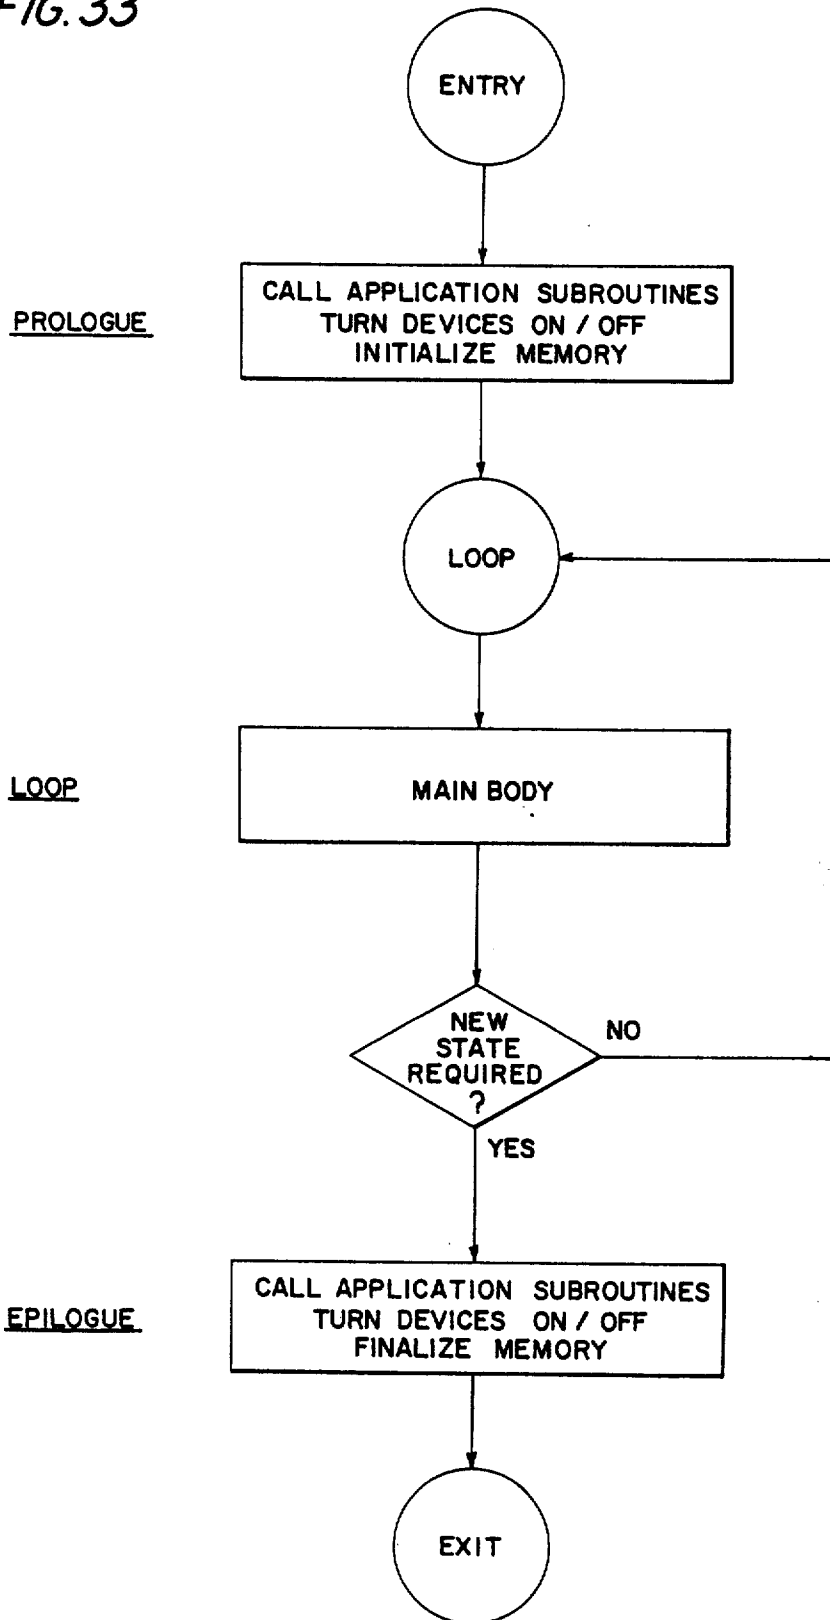 FIG. 33
ENTRY
PROLOGUE
CALL APPLICATION SUBROUTINES
TURN DEVICES ON / OFF
INITIALIZE MEMORY
LOOP
LOOP
MAIN BODY
NEW
STATE
REQUIRED
?
NO
YES
EPILOGUE
CALL APPLICATION SUBROUTINES
TURN DEVICES ON / OFF
FINALIZE MEMORY
EXIT